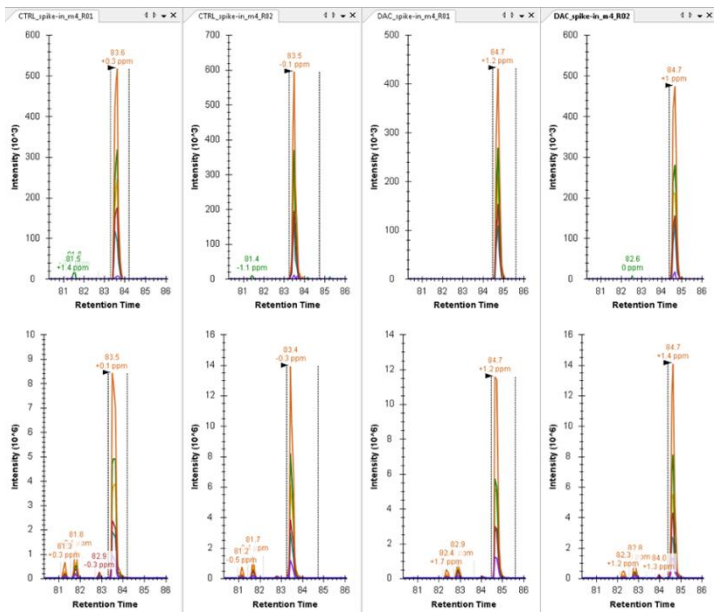 CTRL_spike-in_m4_R01
CTRL_spike-in_m4_R02
DAC_spike-in_m4_R01
DAC_spike-in_m4_R02
600
500
400
300
200
100
0
Intensity (10^3)
83.6
+0.3 ppm
81.5
+1.4 ppm
81 82 83 84 85 86
Retention Time
700
600
500
400
300
200
100
0
Intensity (10^3)
83.5
-0.1 ppm
81.4
-1.1 ppm
81 82 83 84 85 86
Retention Time
500
400
300
200
100
0
Intensity (10^3)
84.7
+1.2 ppm
81 82 83 84 85 86
Retention Time
600
500
400
300
200
100
0
Intensity (10^3)
84.7
+1 ppm
82.6
0 ppm
81 82 83 84 85 86
Retention Time
10
9
8
7
6
5
4
3
2
1
0
Intensity (10^6)
83.5
+0.1 ppm
81.8
81.3
+0.3 ppm
82.9
-0.3 ppm
81 82 83 84 85 86
Retention Time
16
14
12
10
8
6
4
2
0
Intensity (10^6)
83.4
-0.3 ppm
81.7
81.2
-0.5 ppm
81 82 83 84 85 86
Retention Time
14
12
10
8
6
4
2
0
Intensity (10^6)
84.7
+1.2 ppm
82.9
82.4 ppm
+1.7 ppm
81 82 83 84 85 86
Retention Time
16
14
12
10
8
6
4
2
0
Intensity (10^6)
84.7
+1.4 ppm
82.8
82.3
+1.2 ppm
84.0
+1.3 ppm
81 82 83 84 85 86
Retention Time